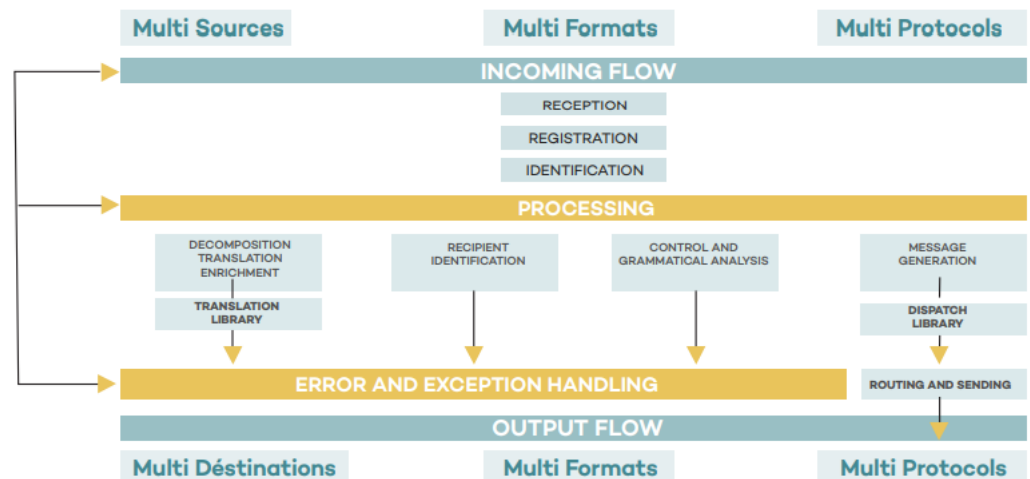 Multi Sources
Multi Formats
Multi Protocols
INCOMING FLOW
RECEPTION
REGISTRATION
IDENTIFICATION
PROCESSING
DECOMPOSITION
TRANSLATION
ENRICHMENT
TRANSLATION
LIBRARY
RECIPIENT
IDENTIFICATION
CONTROL AND
GRAMMATICAL ANALYSIS
MESSAGE
GENERATION
DISPATCH
LIBRARY
ERROR AND EXCEPTION HANDLING
ROUTING AND SENDING
OUTPUT FLOW
Multi Déstinations
Multi Formats
Multi Protocols